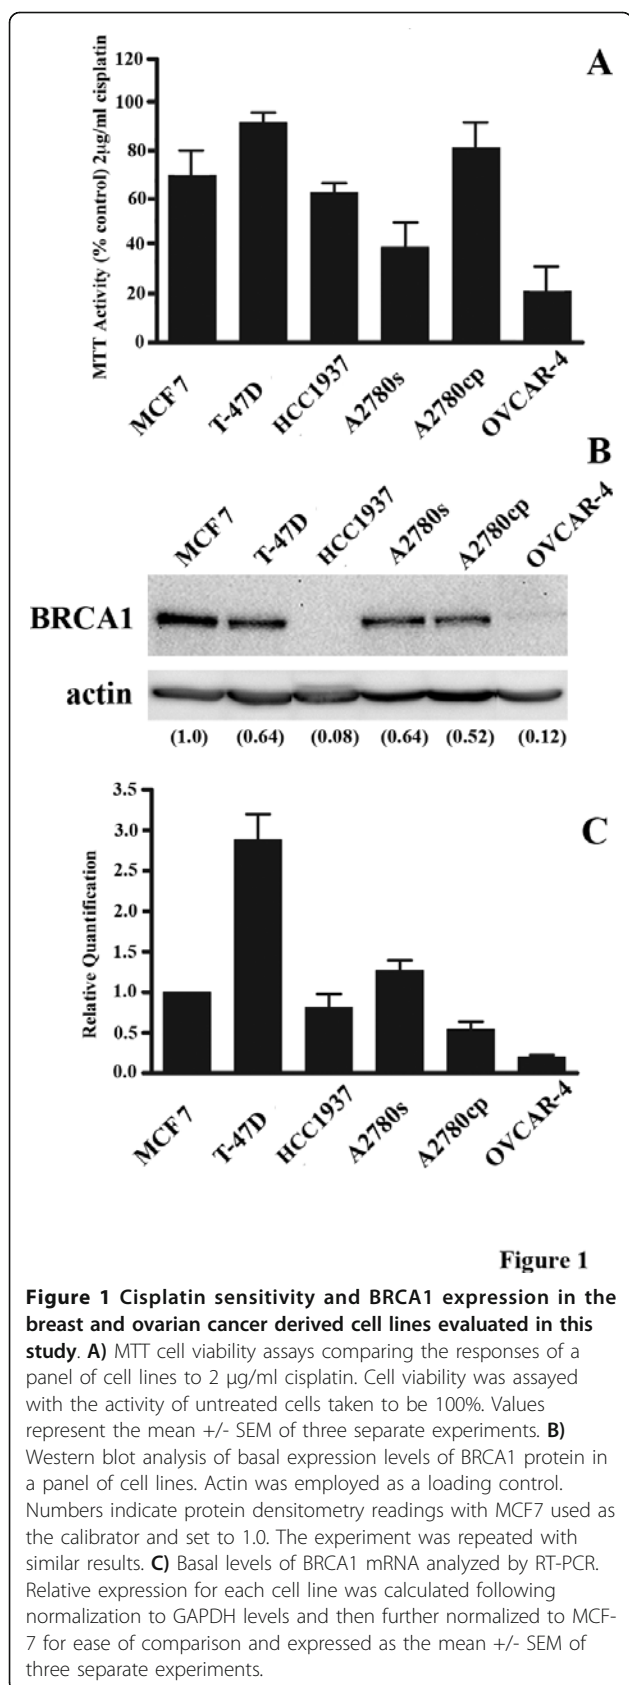 A
MTT Activity (% control) 2μg/ml cisplatin
120
100
80
60
40
20
0
MCF7
T-47D
HCC1937
A2780s
A2780cp
OVCAR-4
B
MCF7
T-47D
HCC1937
A2780s
A2780cp
OVCAR-4
BRCA1
actin
(1.0) (0.64) (0.08) (0.64) (0.52) (0.12)
C
Relative Quantification
3.5
3.0
2.5
2.0
1.5
1.0
0.5
0.0
MCF7
T-47D
HCC1937
A2780s
A2780cp
OVCAR-4
Figure 1
Figure 1 Cisplatin sensitivity and BRCA1 expression in the
breast and ovarian cancer derived cell lines evaluated in this
study. A) MTT cell viability assays comparing the responses of a
panel of cell lines to 2 μg/ml cisplatin. Cell viability was assayed
with the activity of untreated cells taken to be 100%. Values
represent the mean +/- SEM of three separate experiments. B)
Western blot analysis of basal expression levels of BRCA1 protein in
a panel of cell lines. Actin was employed as a loading control.
Numbers indicate protein densitometry readings with MCF7 used as
the calibrator and set to 1.0. The experiment was repeated with
similar results. C) Basal levels of BRCA1 mRNA analyzed by RT-PCR.
Relative expression for each cell line was calculated following
normalization to GAPDH levels and then further normalized to MCF-
7 for ease of comparison and expressed as the mean +/- SEM of
three separate experiments.